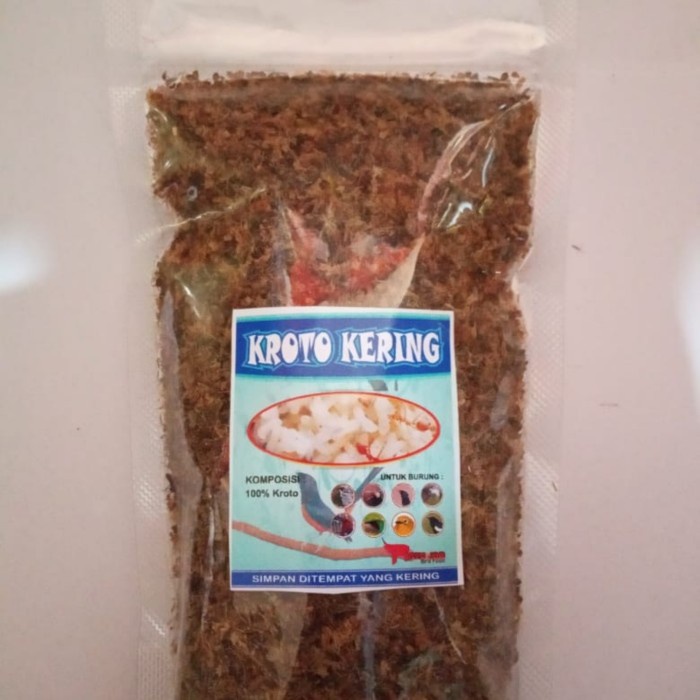 KROTO KERING
KOMPOSISI
100% Kroto
UNTUK BURUNG :
SIMPAN DITEMPAT YANG KERING